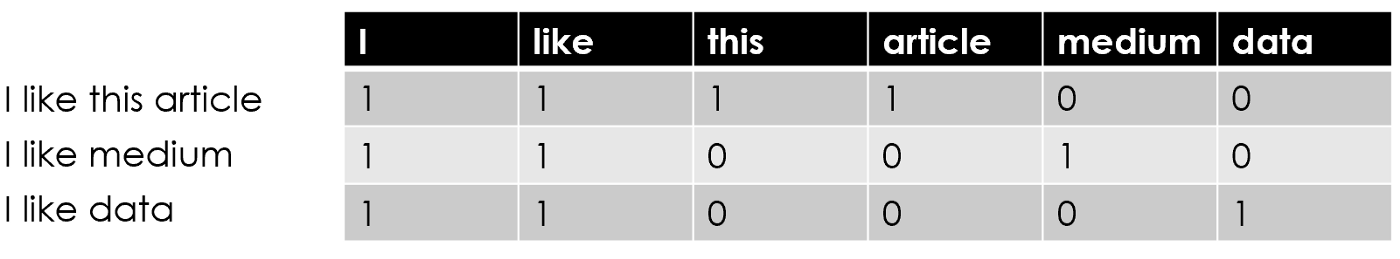 I like this article medium data
I like this article 1 1 1 1 0 0
I like medium 1 1 0 0 1 0
I like data 1 1 0 0 0 1